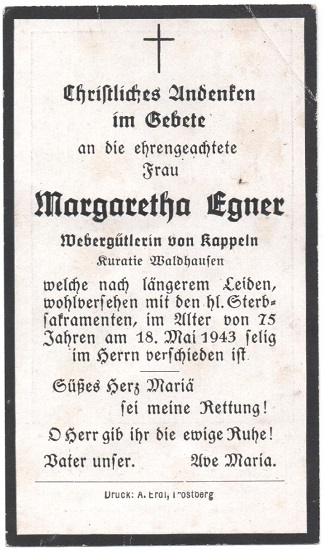 Christliches Andenken
im Gebete
an die ehrengeachtete
Frau
Margaretha Egner
Webergütlerin von Kappeln
Kuratie Waldhausen
welche nach längerem Leiden,
wohlversehen mit den hl. Sterb-
sakramenten, im Alter von 75
Jahren am 18. Mai 1943 selig
im Herrn verschieden ist
Süßes Herz Mariä
sei meine Rettung!
O Herr gib ihr die ewige Ruhe!
Vater unser. Ave Maria.
Druck: A. Erdl, Trostberg